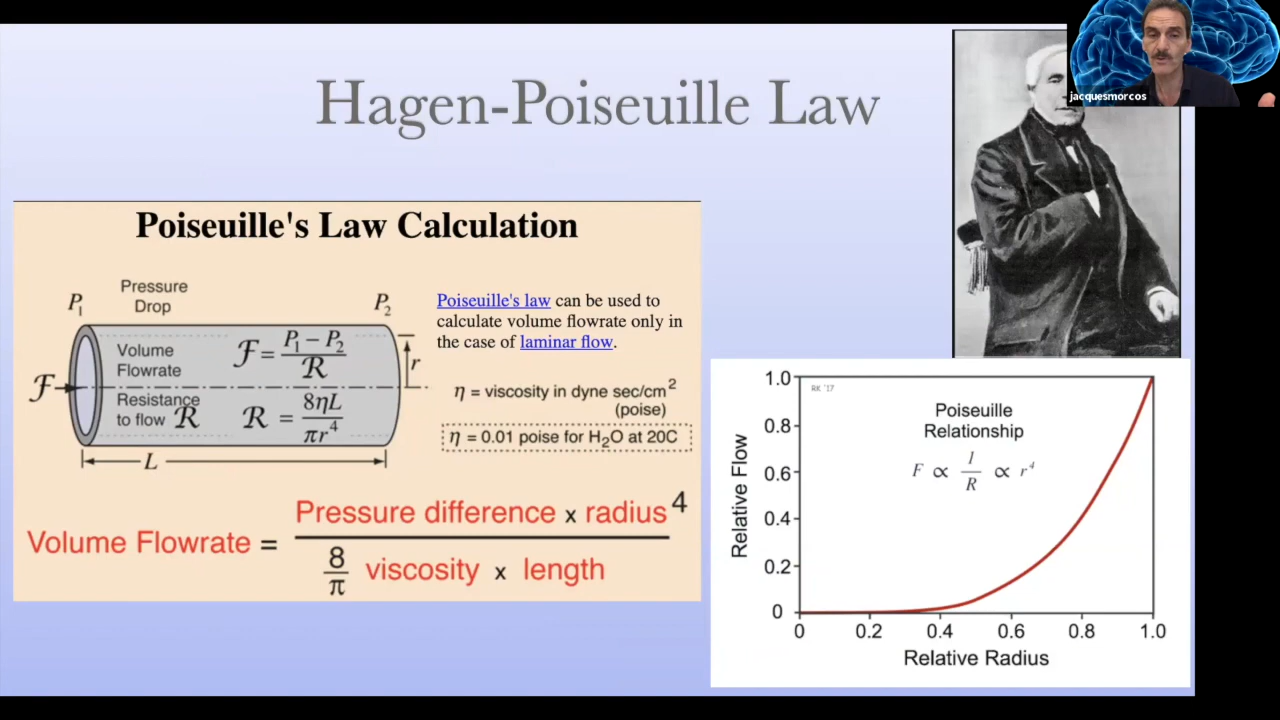 Hagen-Poiseuille Law
jacquesmorcos
Poiseuille's Law Calculation
P₁
Pressure
Drop
P₂
Volume
Flowrate
ℱ = P₁ − P₂ / ℛ
r
ℱ
Resistance
to flow ℛ
ℛ = 8ηL / πr⁴
L
Poiseuille's law can be used to
calculate volume flowrate only in
the case of laminar flow.
η = viscosity in dyne sec/cm²
(poise)
η = 0.01 poise for H₂O at 20C
Volume Flowrate = Pressure difference x radius⁴
8/π viscosity x length
1.0
0.8
0.6
0.4
0.2
0
Relative Flow
RK '17
Poiseuille
Relationship
F ∝ 1/R ∝ r⁴
0 0.2 0.4 0.6 0.8 1.0
Relative Radius